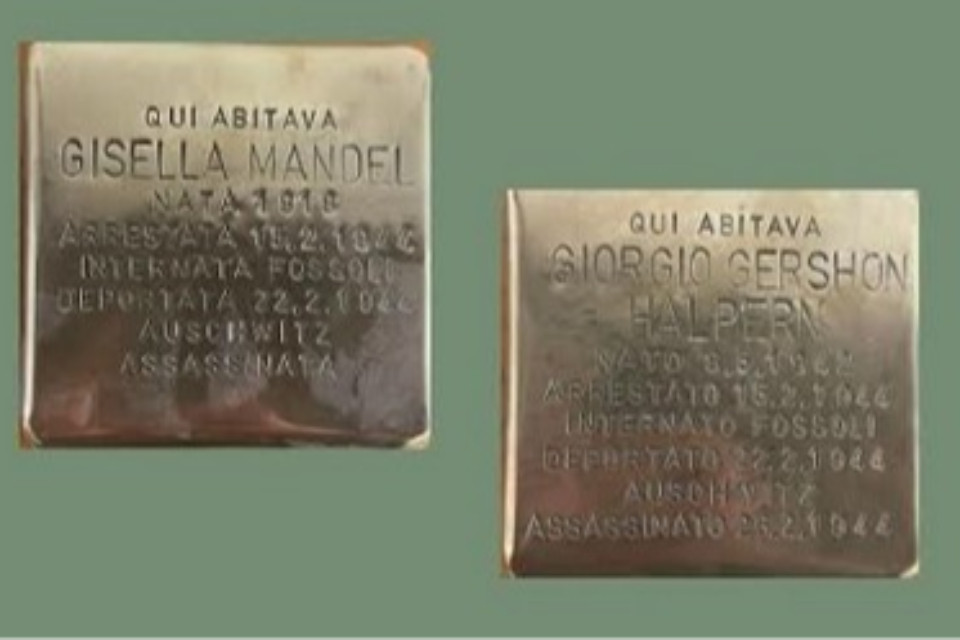 QUI ABITAVA
GISELLA MANDEL
NATA 1916
ARRESTATA 15.2.1944
INTERNATA FOSSOLI
DEPORTATA 22.2.1944
AUSCHWITZ
ASSASSINATA
QUI ABITAVA
GIORGIO GERSHON
HALPERN
NATO
ARRESTATO 15.2.1944
INTERNATO FOSSOLI
DEPORTATO 22.2.1944
AUSCHWITZ
ASSASSINATO 26.2.1944